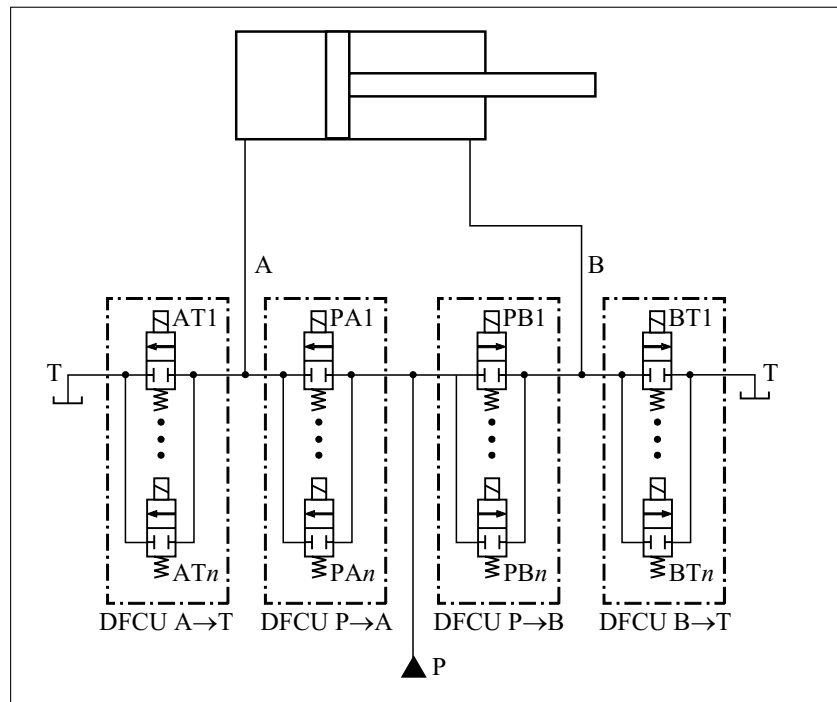 A
B
AT1
PA1
PB1
BT1
T
T
ATn
PAn
PBn
BTn
DFCU A→T
DFCU P→A
DFCU P→B
DFCU B→T
P